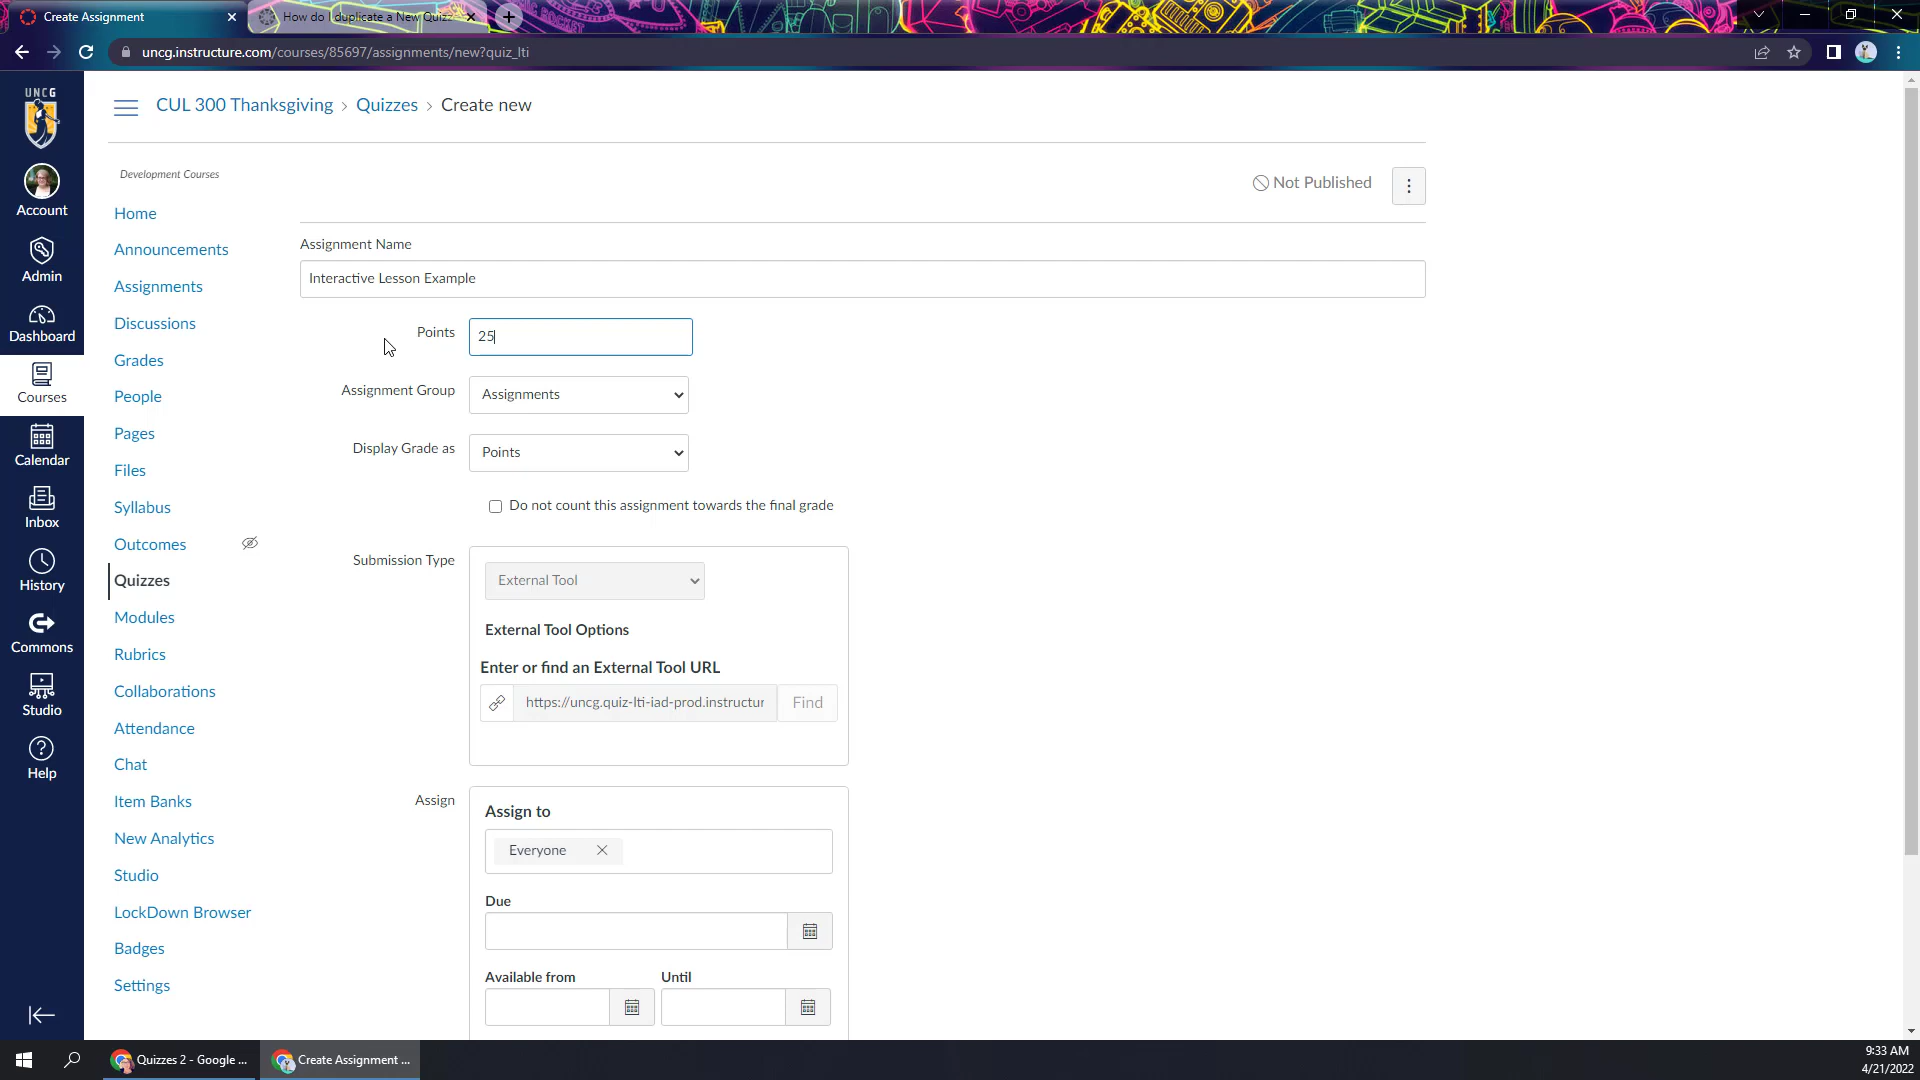 Create Assignment
How do I duplicate a New Quiz
uncg.instructure.com/courses/85697/assignments/new?quiz_lti
UNCG
Account
Admin
Dashboard
Courses
Calendar
Inbox
History
Commons
Studio
Help
CUL 300 Thanksgiving › Quizzes › Create new
Development Courses
Home
Announcements
Assignments
Discussions
Grades
People
Pages
Files
Syllabus
Outcomes
Quizzes
Modules
Rubrics
Collaborations
Attendance
Chat
Item Banks
New Analytics
Studio
LockDown Browser
Badges
Settings
Not Published
Assignment Name
Interactive Lesson Example
Points 25
Assignment Group Assignments
Display Grade as Points
Do not count this assignment towards the final grade
Submission Type
External Tool
External Tool Options
Enter or find an External Tool URL
https://uncg.quiz-lti-iad-prod.instructur Find
Assign
Assign to
Everyone
Due
Available from Until
Quizzes 2 - Google ...
Create Assignment ...
9:33 AM
4/21/2022